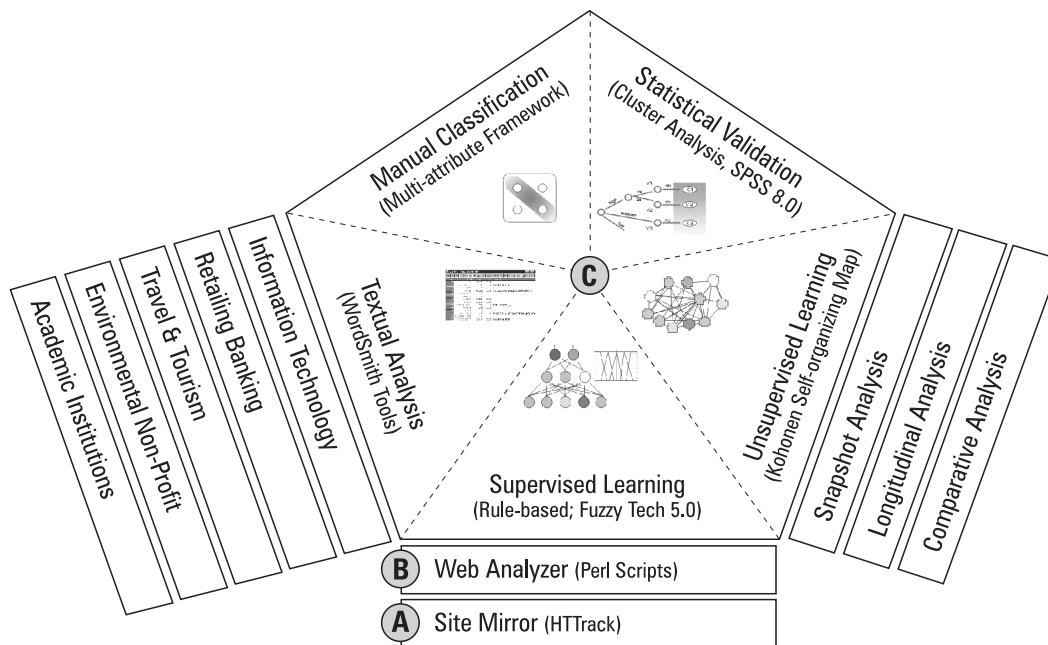 Manual Classification
(Multi-attribute Framework)
Statistical Validation
(Cluster Analysis, SPSS 8.0)
Academic Institutions
Environmental Non-Profit
Travel & Tourism
Retailing Banking
Information Technology
Textual Analysis
(WordSmith Tools)
C
Unsupervised Learning
(Kohonen Self-organizing Map)
Snapshot Analysis
Longitudinal Analysis
Comparative Analysis
Supervised Learning
(Rule-based; Fuzzy Tech 5.0)
B Web Analyzer (Perl Scripts)
A Site Mirror (HTTrack)